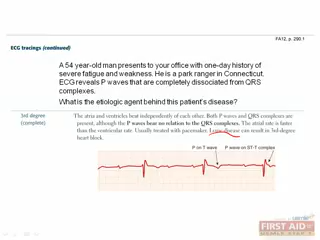 FA12, p. 290.1
ECG tracings (continued)
A 54 year-old man presents to your office with one-day history of
severe fatigue and weakness. He is a park ranger in Connecticut.
ECG reveals P waves that are completely dissociated from QRS
complexes.
What is the etiologic agent behind this patient's disease?
3rd degree
(complete)
The atria and ventricles beat independently of each other. Both P waves and QRS complexes are
present, although the P waves bear no relation to the QRS complexes. The atrial rate is faster
than the ventricular rate. Usually treated with pacemaker. Lyme disease can result in 3rd-degree
heart block.
P on T wave
P wave on ST-T complex
FIRST AID